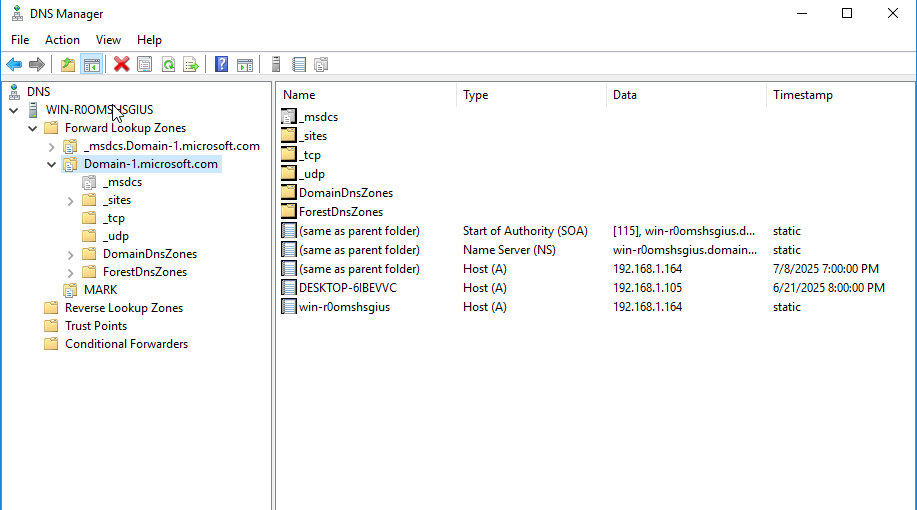 DNS Manager
File Action View Help
DNS
WIN-R0OMSHSGIUS
Forward Lookup Zones
_msdcs.Domain-1.microsoft.com
Domain-1.microsoft.com
_msdcs
_sites
_tcp
_udp
DomainDnsZones
ForestDnsZones
MARK
Reverse Lookup Zones
Trust Points
Conditional Forwarders
Name Type Data Timestamp
_msdcs
_sites
_tcp
_udp
DomainDnsZones
ForestDnsZones
(same as parent folder) Start of Authority (SOA) [115], win-r0omshsgius.d... static
(same as parent folder) Name Server (NS) win-r0omshsgius.domain... static
(same as parent folder) Host (A) 192.168.1.164 7/8/2025 7:00:00 PM
DESKTOP-6IBEVVC Host (A) 192.168.1.105 6/21/2025 8:00:00 PM
win-r0omshsgius Host (A) 192.168.1.164 static